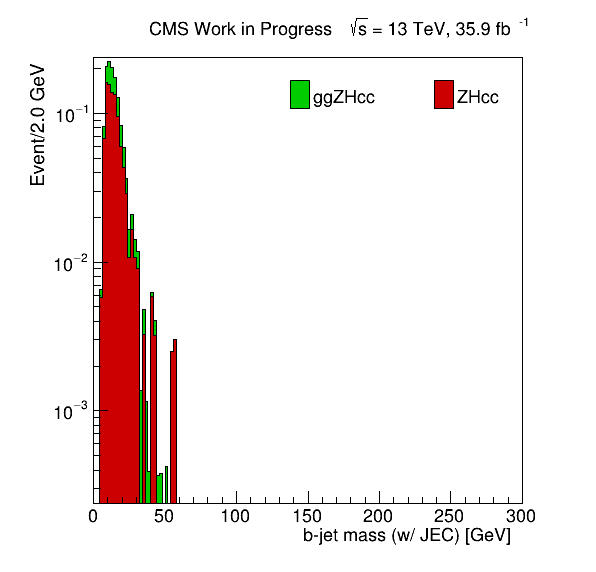 CMS Work in Progress √s = 13 TeV, 35.9 fb⁻¹
Event/2.0 GeV
ggZHcc ZHcc
10⁻¹
10⁻²
10⁻³
0 50 100 150 200 250 300
b-jet mass (w/ JEC) [GeV]